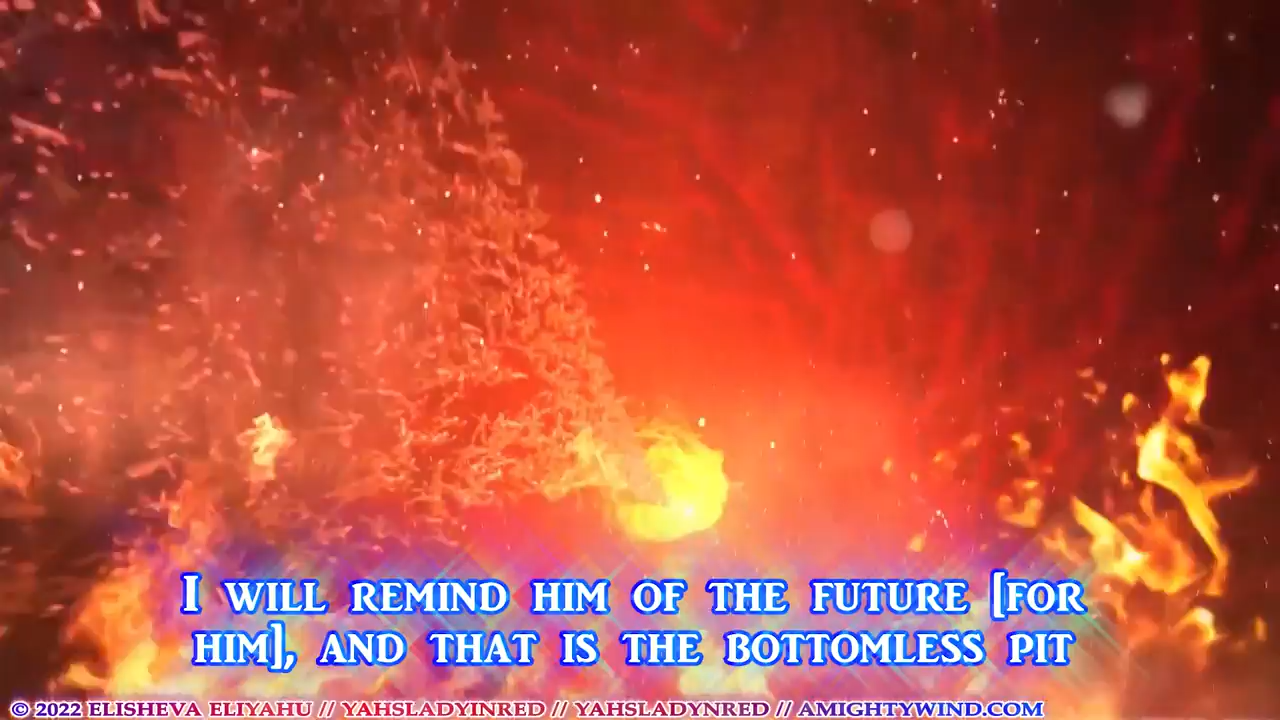 I WILL REMIND HIM OF THE FUTURE [FOR
HIM], AND THAT IS THE BOTTOMLESS PIT
© 2022 ELISHEVA ELIYAHU // YAHSLADYINRED // YAHSLADYNRED // AMIGHTYWIND.COM